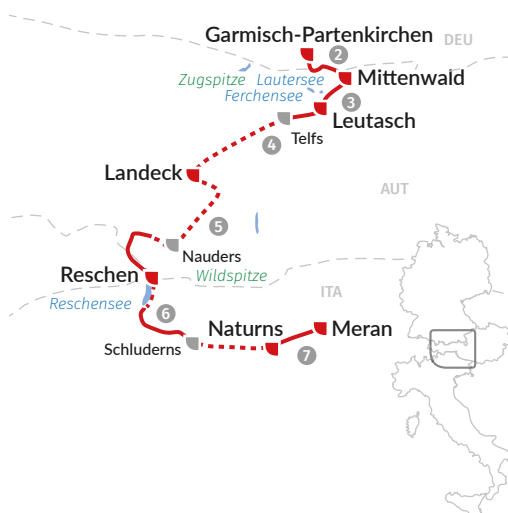 Garmisch-Partenkirchen
DEU
2
Zugspitze
Lautersee
Mittenwald
Ferchensee
3
Leutasch
Telfs
4
Landeck
AUT
5
Nauders
Reschen
Wildspitze
Reschensee
ITA
6
Naturns
Meran
Schluderns
7